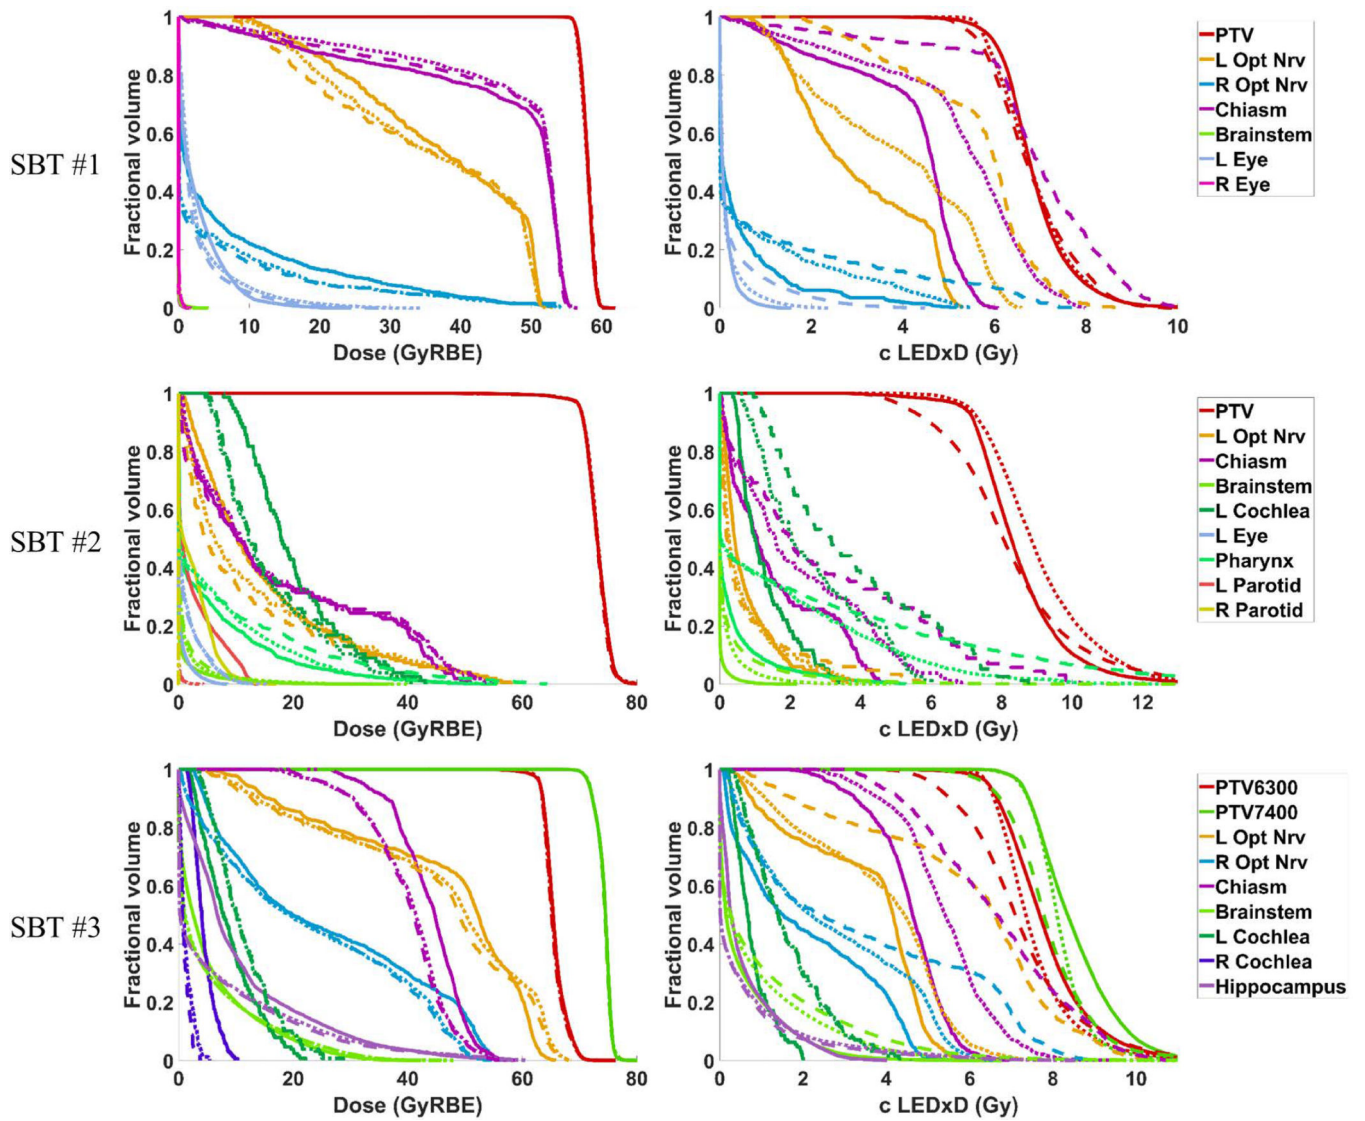 SBT #1
Fractional volume
1
0.8
0.6
0.4
0.2
0
0 10 20 30 40 50 60
Dose (GyRBE)
Fractional volume
1
0.8
0.6
0.4
0.2
0
0 2 4 6 8 10
c LEDxD (Gy)
PTV
L Opt Nrv
R Opt Nrv
Chiasm
Brainstem
L Eye
R Eye
SBT #2
Fractional volume
1
0.8
0.6
0.4
0.2
0
0 20 40 60 80
Dose (GyRBE)
Fractional volume
1
0.8
0.6
0.4
0.2
0
0 2 4 6 8 10 12
c LEDxD (Gy)
PTV
L Opt Nrv
Chiasm
Brainstem
L Cochlea
L Eye
Pharynx
L Parotid
R Parotid
SBT #3
Fractional volume
1
0.8
0.6
0.4
0.2
0
0 20 40 60 80
Dose (GyRBE)
Fractional volume
1
0.8
0.6
0.4
0.2
0
0 2 4 6 8 10
c LEDxD (Gy)
PTV6300
PTV7400
L Opt Nrv
R Opt Nrv
Chiasm
Brainstem
L Cochlea
R Cochlea
Hippocampus